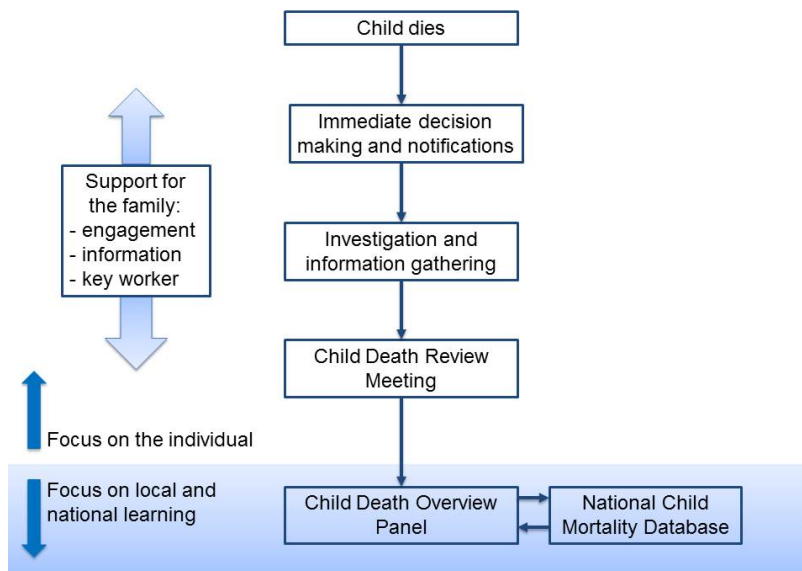 Child dies
Immediate decision
making and notifications
Support for
the family:
- engagement
- information
- key worker
Investigation and
information gathering
Child Death Review
Meeting
Focus on the individual
Focus on local and
national learning
Child Death Overview
Panel
National Child
Mortality Database